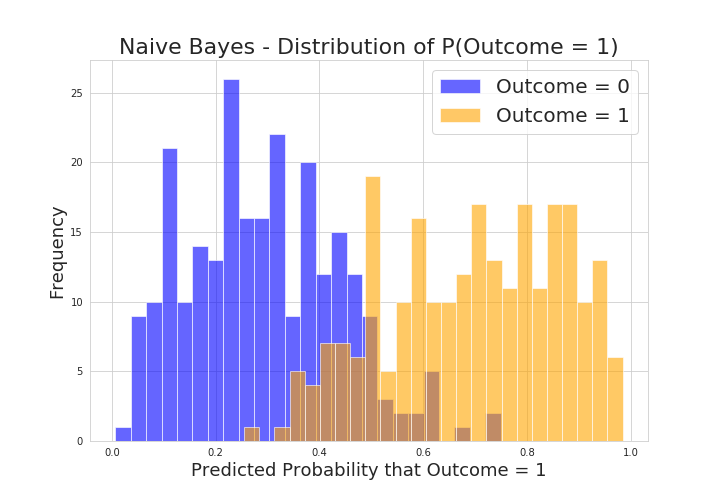 Naive Bayes - Distribution of P(Outcome = 1)
Outcome = 0
Outcome = 1
Frequency
25
20
15
10
5
0
0.0 0.2 0.4 0.6 0.8 1.0
Predicted Probability that Outcome = 1